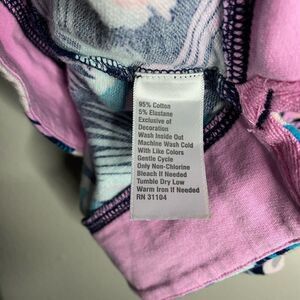 95% Cotton
5% Elastane
Exclusive of
Decoration
Wash Inside Out
Machine Wash Cold
With Like Colors
Gentle Cycle
Only Non-Chlorine
Bleach If Needed
Tumble Dry Low
Warm Iron If Needed
RN 31104